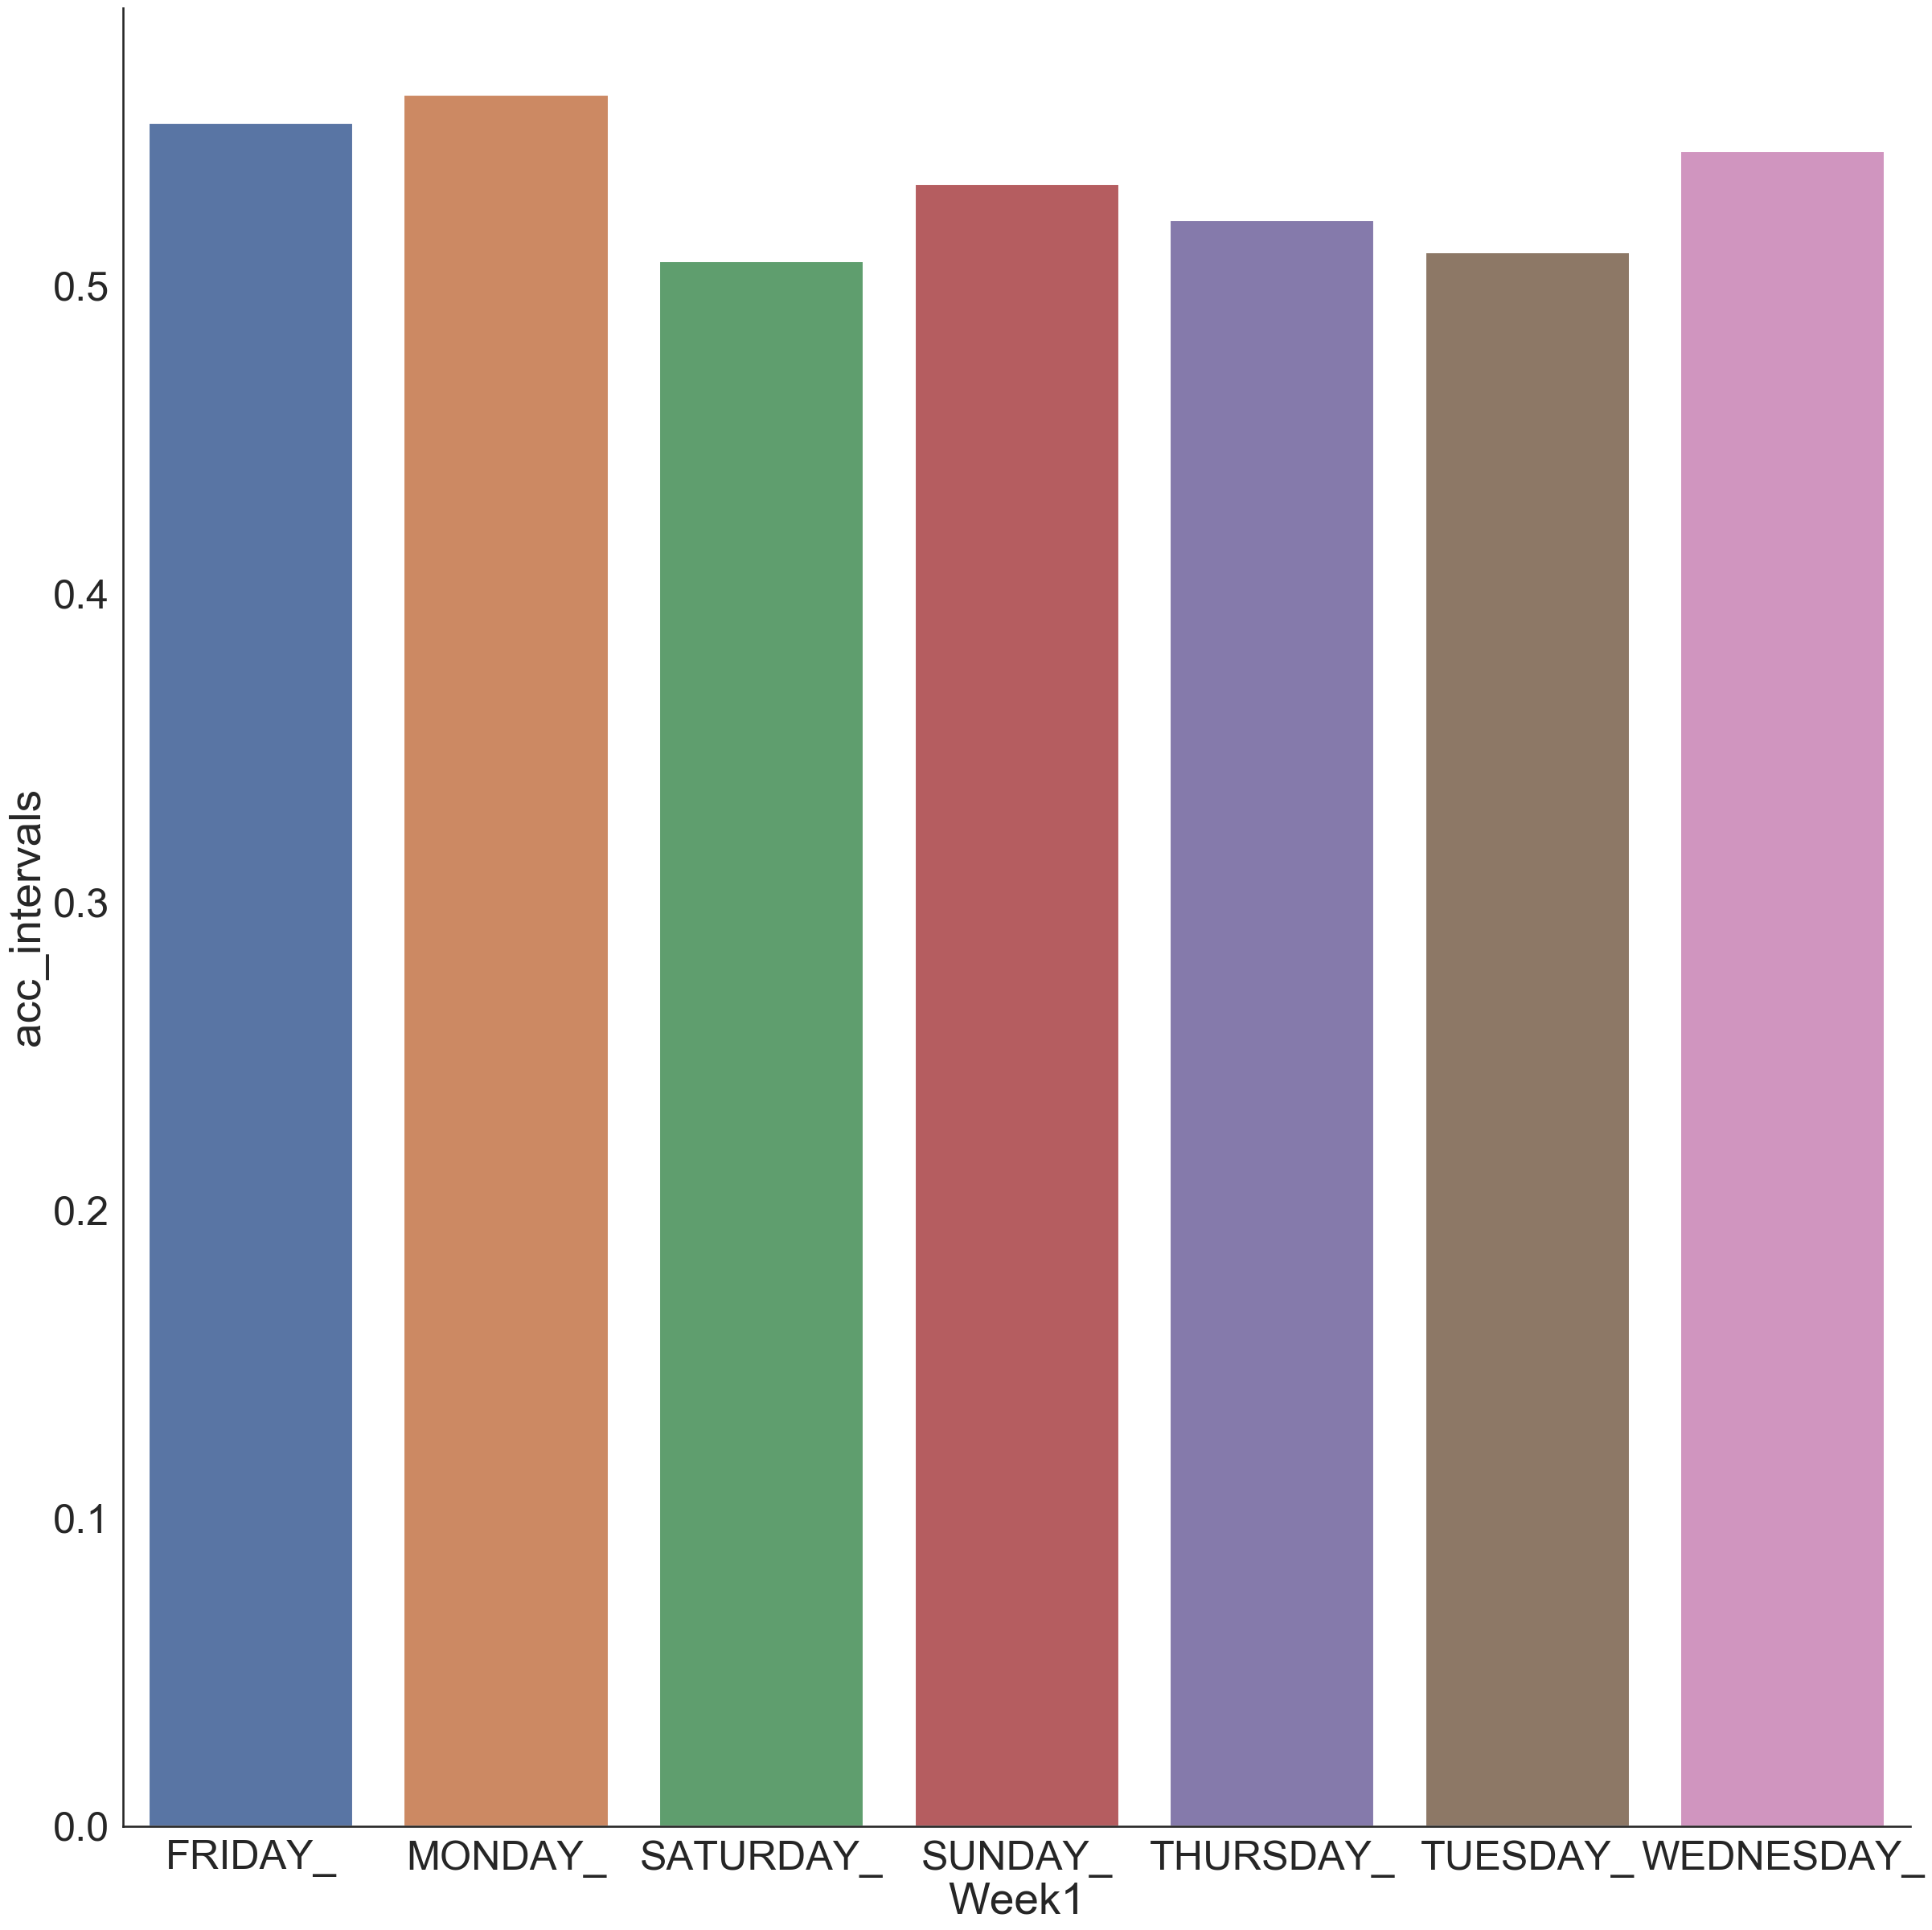 acc_intervals
0.5
0.4
0.3
0.2
0.1
0.0
FRIDAY_ MONDAY_ SATURDAY_ SUNDAY_ THURSDAY_ TUESDAY_ WEDNESDAY_
Week1